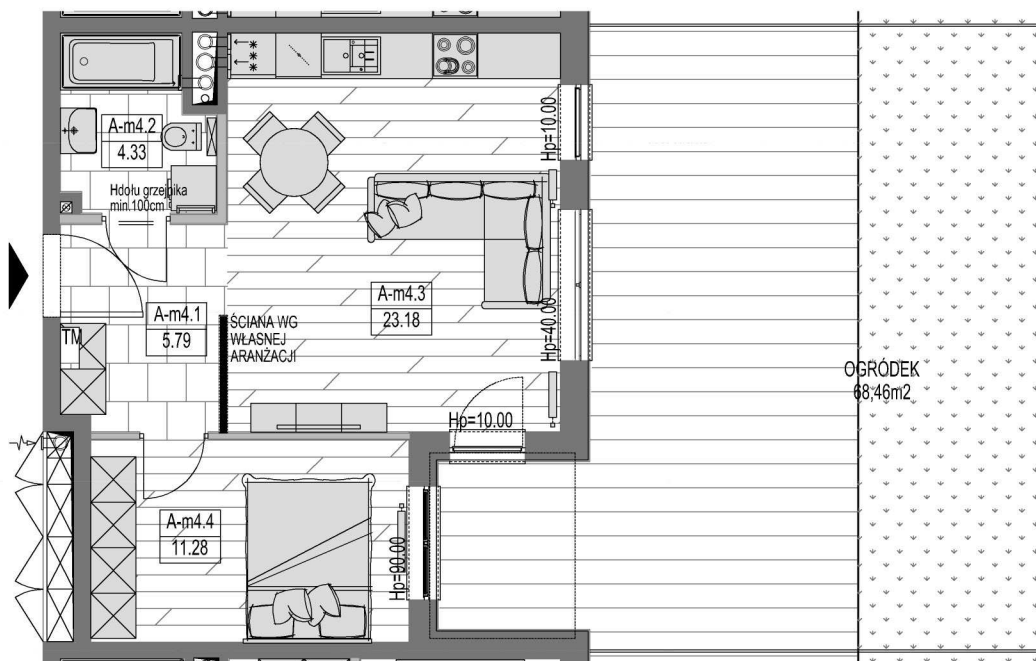 A-m4.2
4.33
Hp=10.00
Hdołu grzejnika
min.100cm
A-m4.3
23.18
A-m4.1
5.79
TM
ŚCIANA WG
WŁASNEJ
ARANŻACJI
Hp=40.00
OGRÓDEK
68,46m2
Hp=10.00
A-m4.4
11.28
Hp=90.00